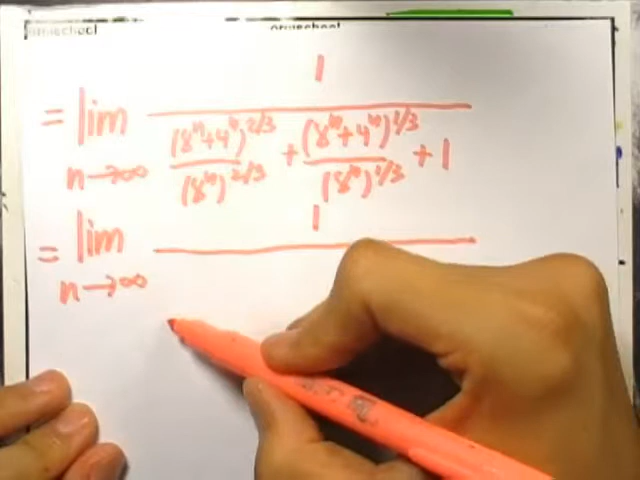 = lim n→∞ 1 / ((8ⁿ+4ⁿ)^2/3 / (8ⁿ)^2/3 + (8ⁿ+4ⁿ)^1/3 / (8ⁿ)^1/3 + 1)
= lim n→∞ 1